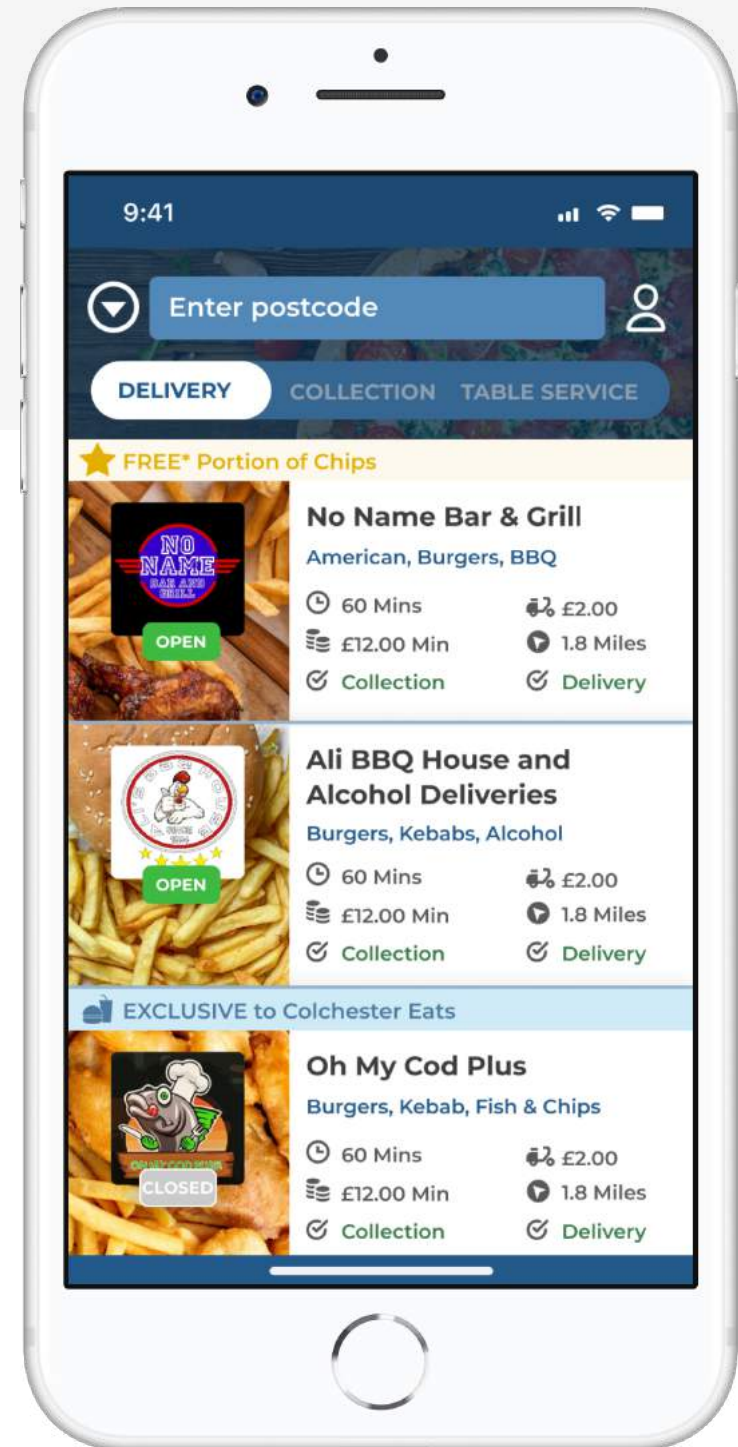 9:41
Enter postcode
DELIVERY COLLECTION TABLE SERVICE
FREE* Portion of Chips
NO
NAME
BAR AND
GRILL
OPEN
No Name Bar & Grill
American, Burgers, BBQ
60 Mins £2.00
£12.00 Min 1.8 Miles
Collection Delivery
OPEN
Ali BBQ House and
Alcohol Deliveries
Burgers, Kebabs, Alcohol
60 Mins £2.00
£12.00 Min 1.8 Miles
Collection Delivery
EXCLUSIVE to Colchester Eats
CLOSED
Oh My Cod Plus
Burgers, Kebab, Fish & Chips
60 Mins £2.00
£12.00 Min 1.8 Miles
Collection Delivery